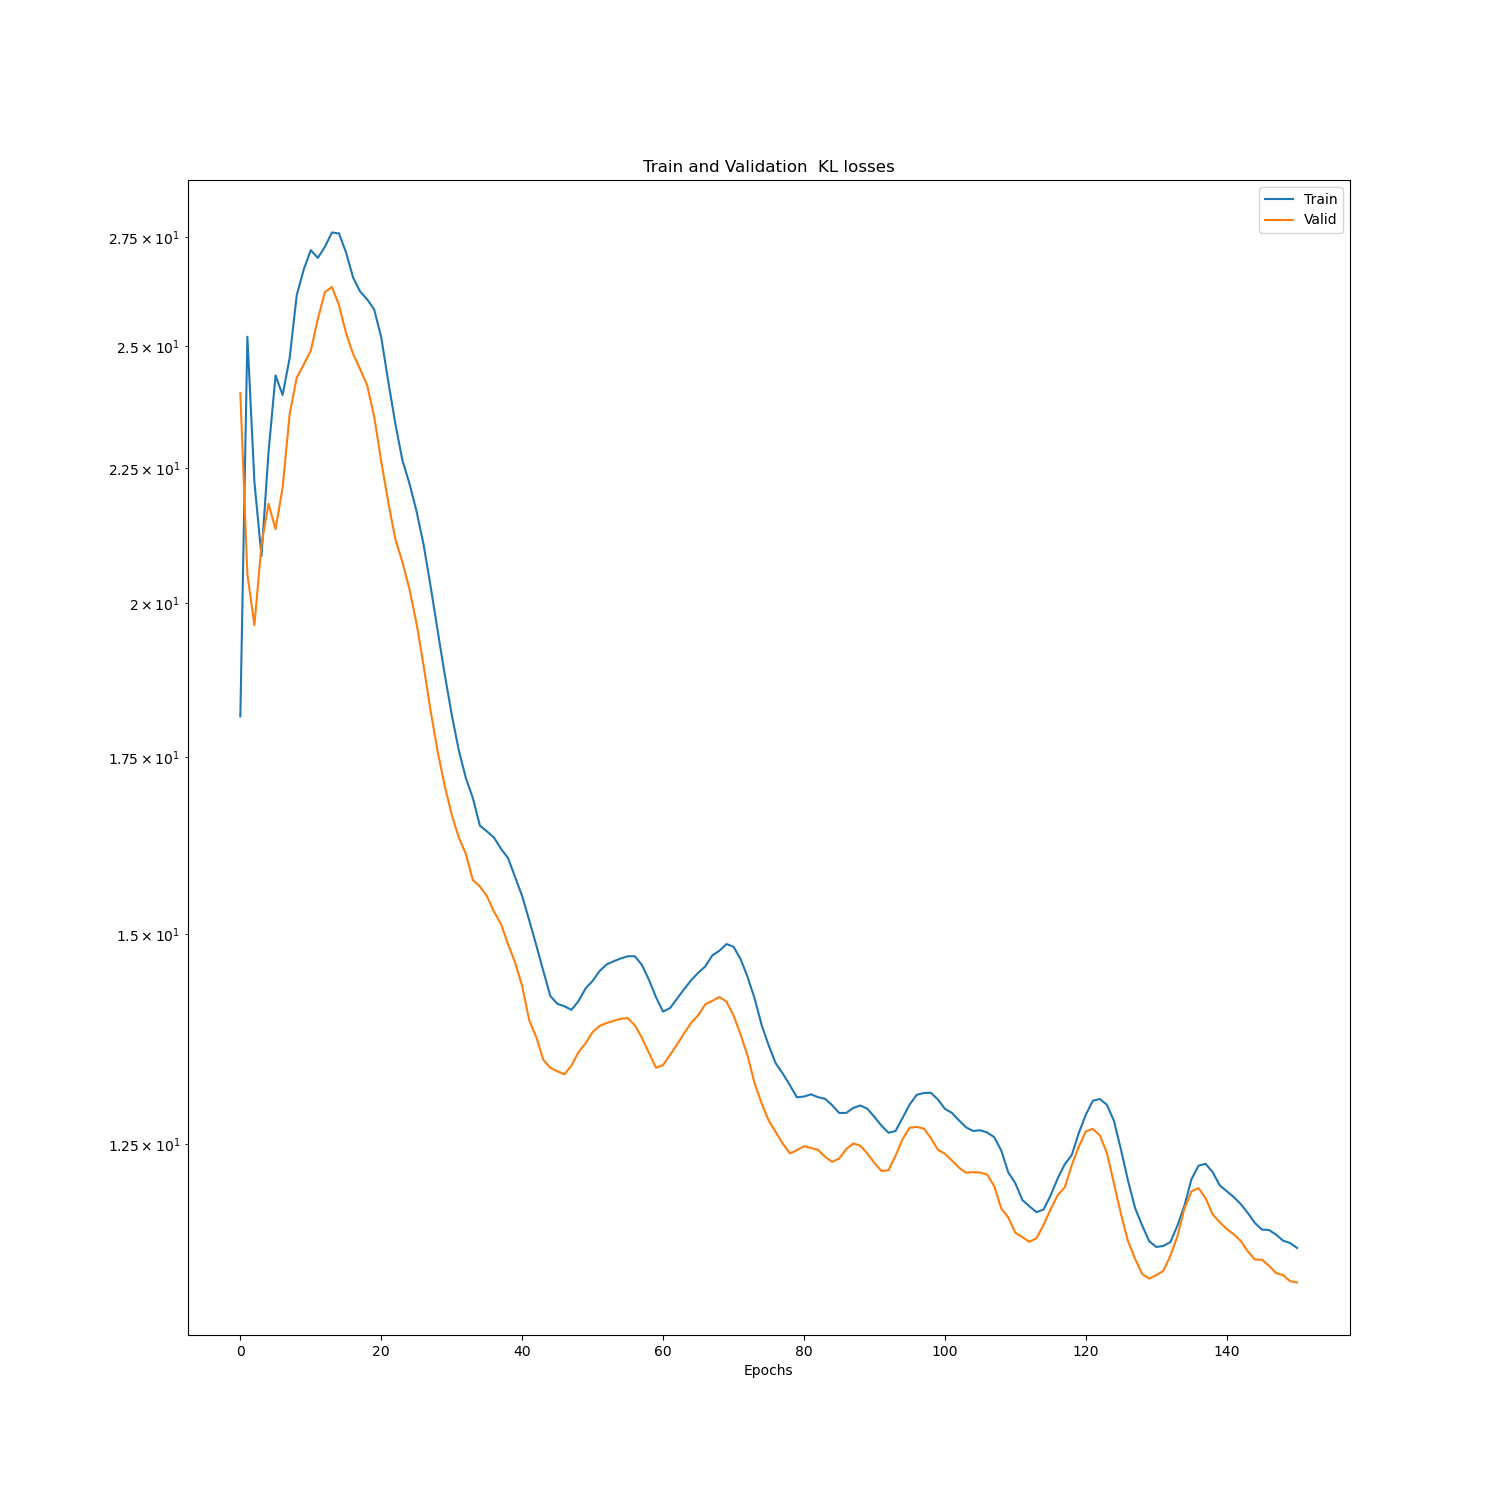 Train and Validation  KL losses
Train
Valid
2.75 × 10¹
2.5 × 10¹
2.25 × 10¹
2 × 10¹
1.75 × 10¹
1.5 × 10¹
1.25 × 10¹
0 20 40 60 80 100 120 140
Epochs